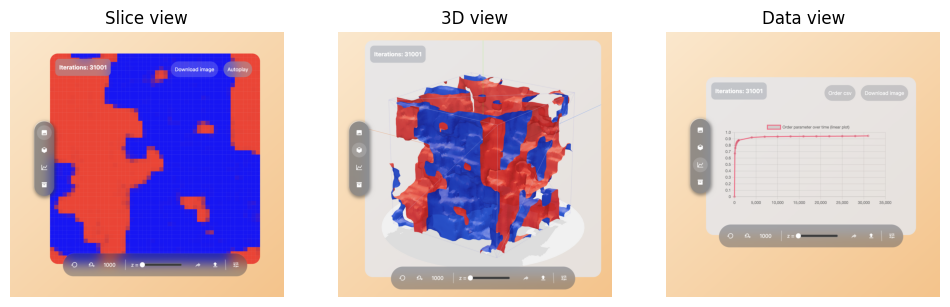 Slice view
3D view
Data view
Iterations: 31001
Download image
Autoplay
1000
z =
Iterations: 31001
1000
z =
Iterations: 31001
Order csv
Download image
Order parameter over time (linear plot)
1.0
0.9
0.8
0.7
0.6
0.5
0.4
0.3
0.2
0.1
0
0
5,000
10,000
15,000
20,000
25,000
30,000
35,000
1000
z =